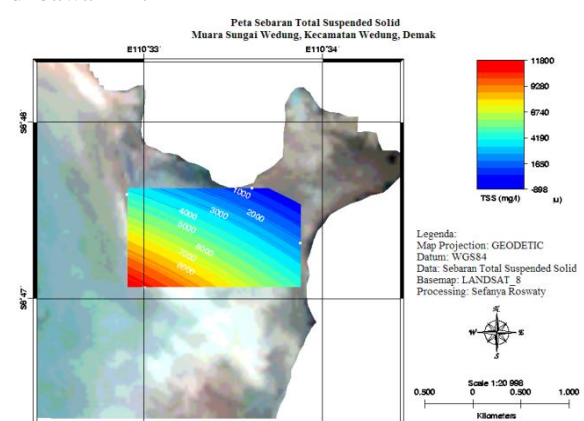 Peta Sebaran Total Suspended Solid
Muara Sungai Wedung, Kecamatan Wedung, Demak
E110°33' E110°34'
S6°46'
S6°47'
1000
2000
3000
4000
5000
11800
9280
6740
4190
1650
-898
TSS (mg/l) µ)
Legenda:
Map Projection: GEODETIC
Datum: WGS84
Data: Sebaran Total Suspended Solid
Basemap: LANDSAT_8
Processing: Sefanya Roswaty
N
W E
S
Scale 1:20 998
0.500 0 0.500 1.000
Kilometers